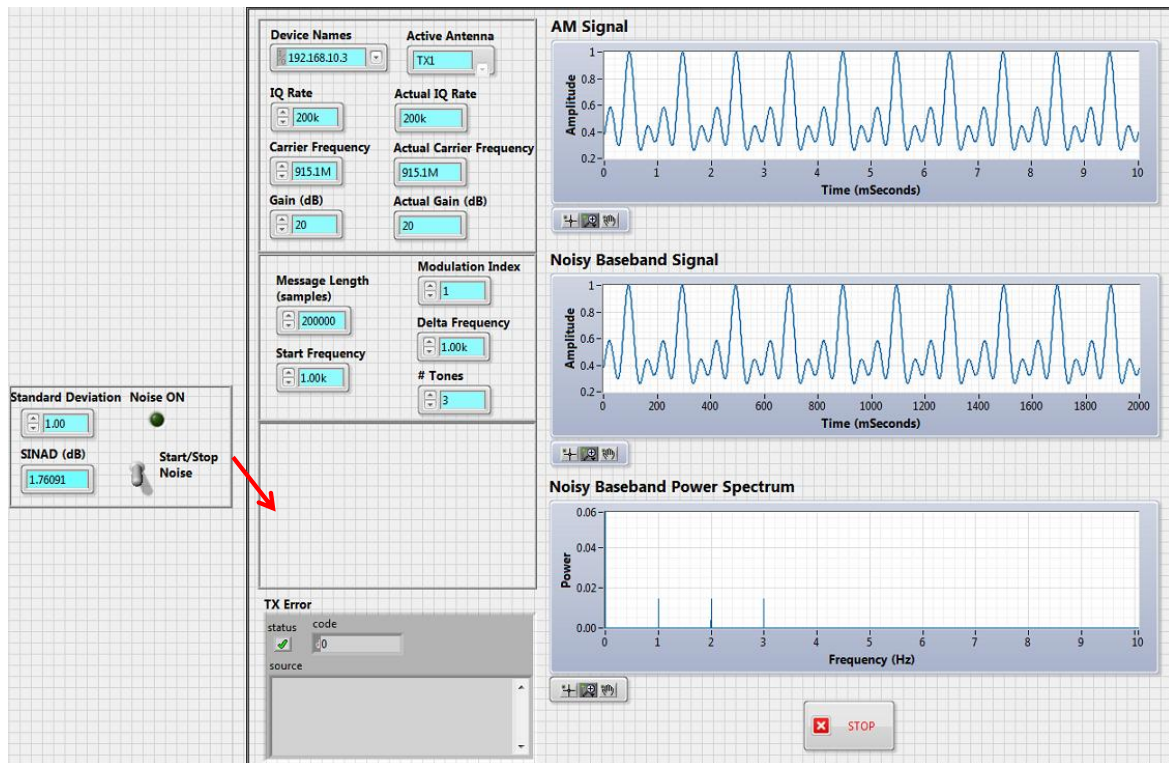 Device Names
Active Antenna
192.168.10.3
TX1
IQ Rate
Actual IQ Rate
200k
200k
Carrier Frequency
Actual Carrier Frequency
915.1M
915.1M
Gain (dB)
Actual Gain (dB)
20
20
Message Length
(samples)
200000
Modulation Index
1
Delta Frequency
1.00k
Start Frequency
1.00k
# Tones
3
Standard Deviation
Noise ON
1.00
SINAD (dB)
1.76091
Start/Stop
Noise
TX Error
status
code
0
source
AM Signal
Amplitude
1
0.8
0.6
0.4
0.2
0 1 2 3 4 5 6 7 8 9 10
Time (mSeconds)
Noisy Baseband Signal
Amplitude
1
0.8
0.6
0.4
0.2
0 200 400 600 800 1000 1200 1400 1600 1800 2000
Time (mSeconds)
Noisy Baseband Power Spectrum
Power
0.06
0.04
0.02
0.00
0 1 2 3 4 5 6 7 8 9 10
Frequency (Hz)
STOP